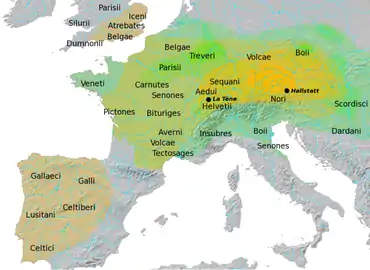 Parisii
Iceni
Silurii
Atrebates
Belgae
Dumnonii
Belgae
Treveri
Volcae
Boii
Parisii
Veneti
Carnutes
Sequani
Senones
Aedui
La Tène
Hallstatt
Helvetii
Nori
Scordisci
Pictones
Bituriges
Averni
Insubres
Boii
Dardani
Volcae
Tectosages
Senones
Gallaeci
Galli
Celtiberi
Lusitani
Celtici